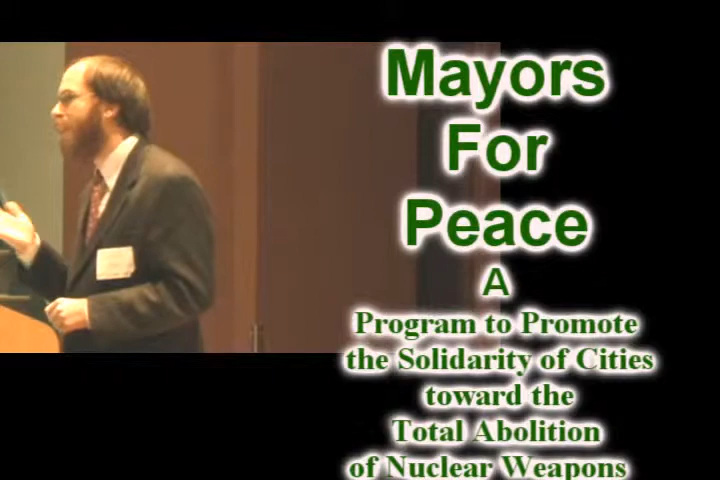 Mayors
For
Peace
A
Program to Promote
the Solidarity of Cities
toward the
Total Abolition
of Nuclear Weapons